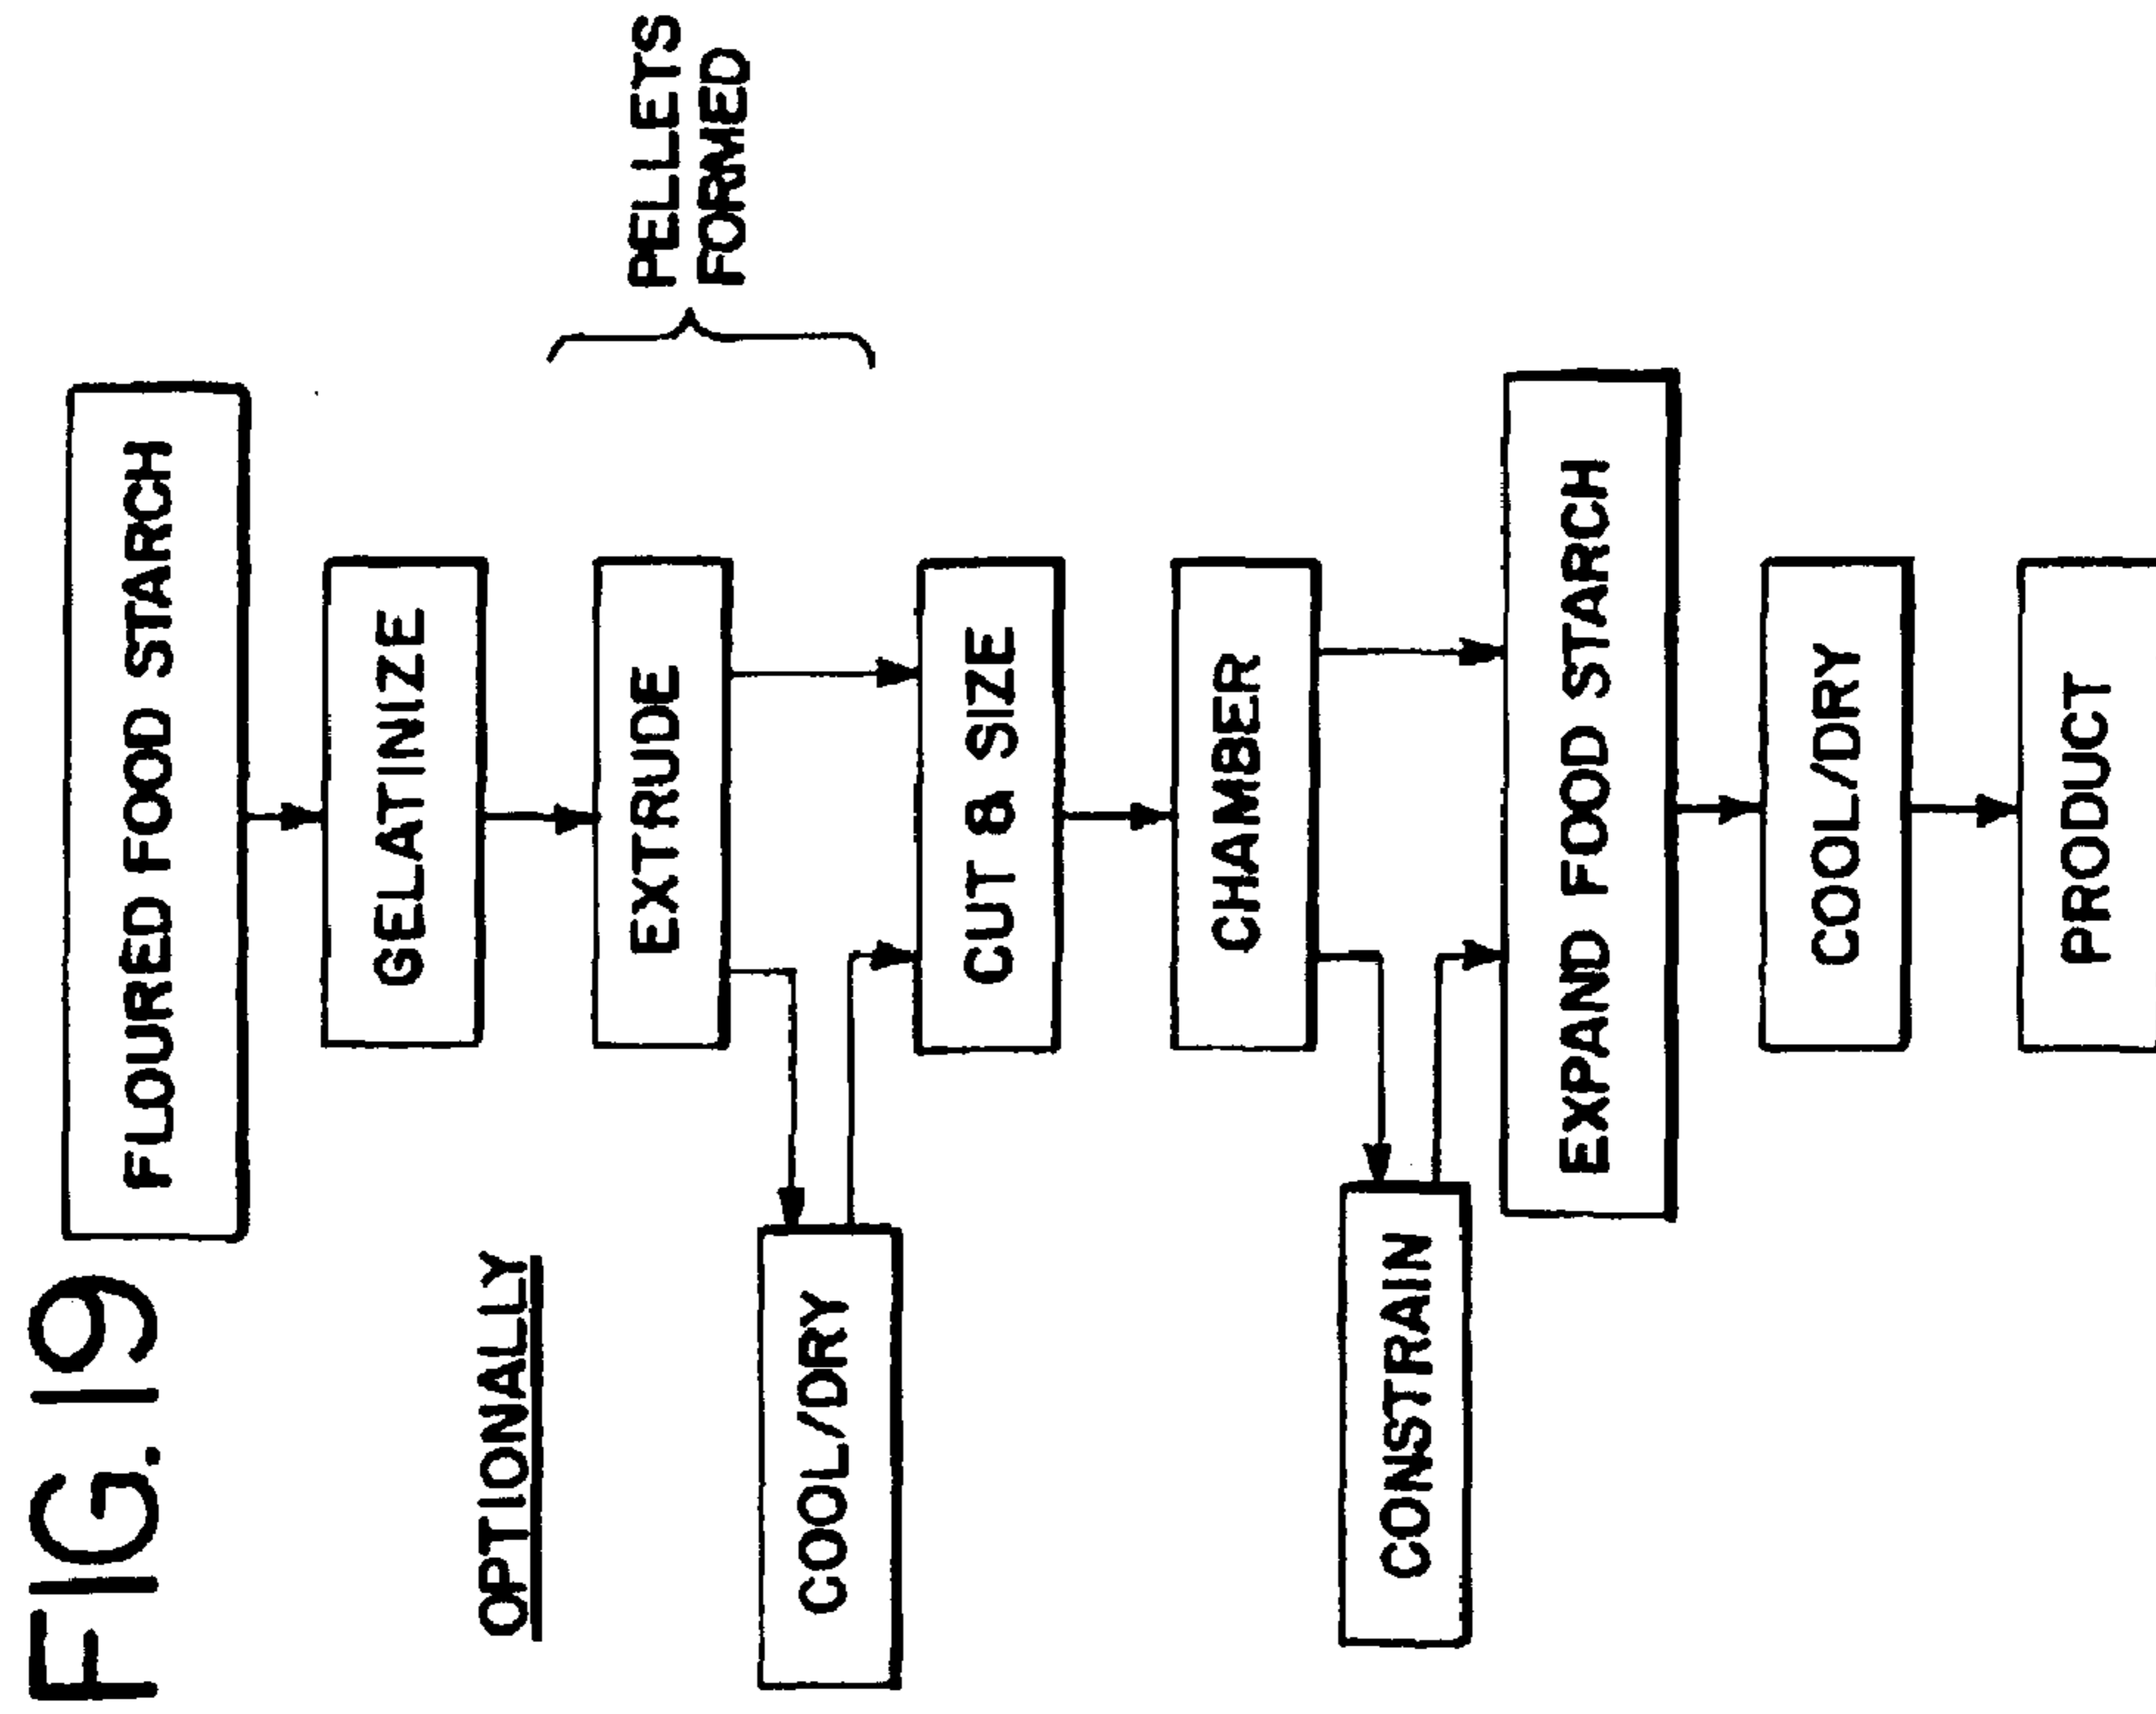 FIG. 19
FLOURED FOOD STARCH
GELATINIZE
OPTIONALLY
EXTRUDE
PELLETS
FORMED
COOL/DRY
CUT & SIZE
CHAMBER
CONSTRAIN
EXPAND FOOD STARCH
COOL/DRY
PRODUCT